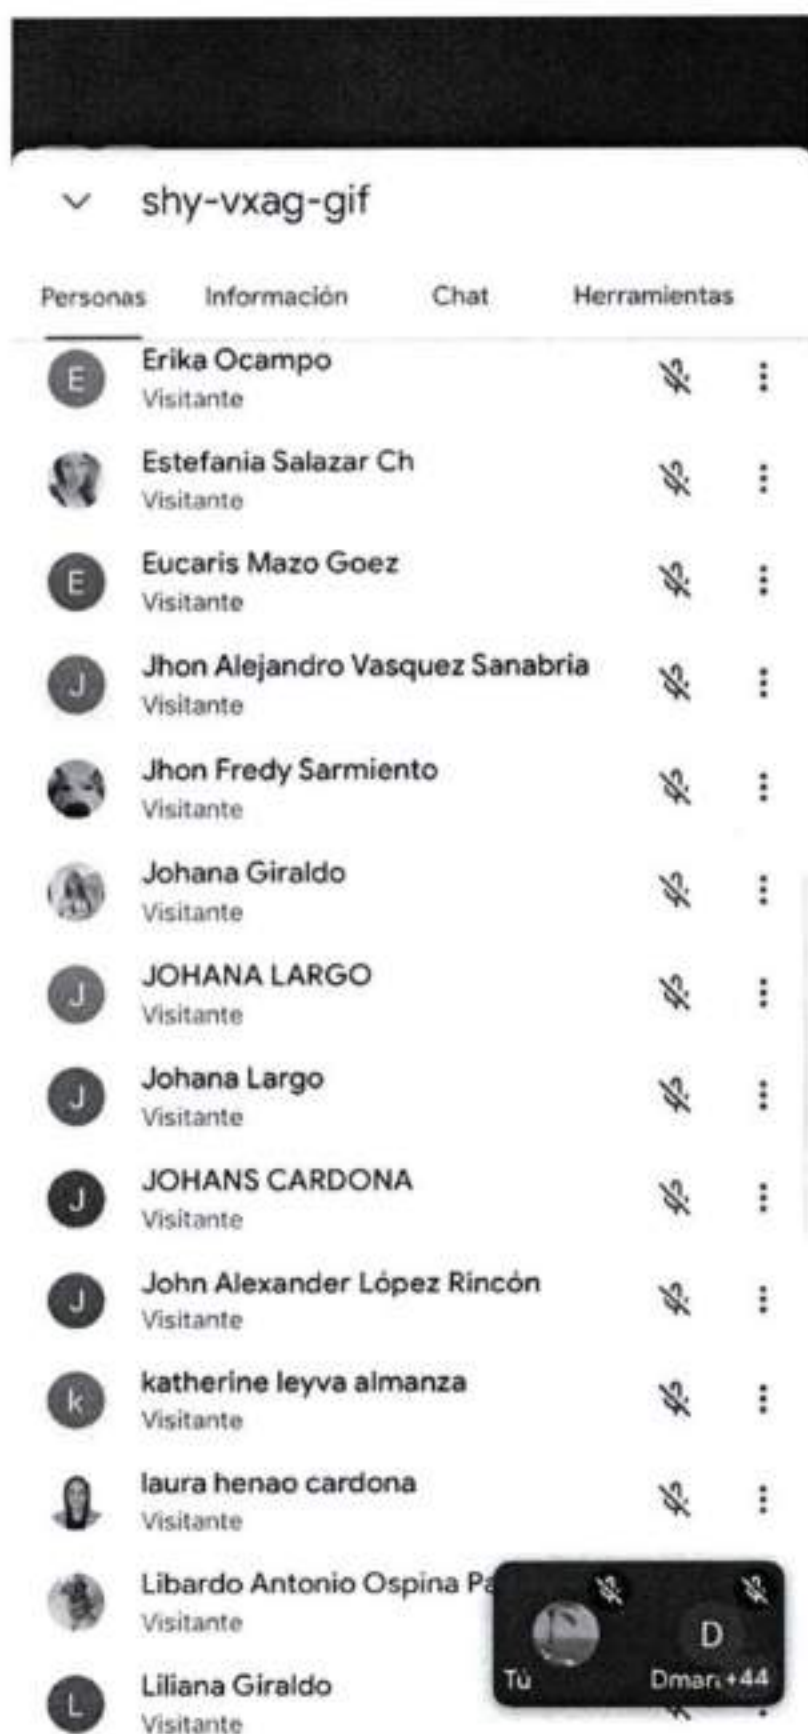 shy-vxag-gif
Personas Información Chat Herramientas
E Erika Ocampo
Visitante
Estefania Salazar Ch
Visitante
E Eucaris Mazo Goez
Visitante
J Jhon Alejandro Vasquez Sanabria
Visitante
Jhon Fredy Sarmiento
Visitante
Johana Giraldo
Visitante
J JOHANA LARGO
Visitante
J Johana Largo
Visitante
J JOHANS CARDONA
Visitante
J John Alexander López Rincón
Visitante
k katherine leyva almanza
Visitante
laura henao cardona
Visitante
Libardo Antonio Ospina
Visitante
D
Tú +44
L Liliana Giraldo
Visitante